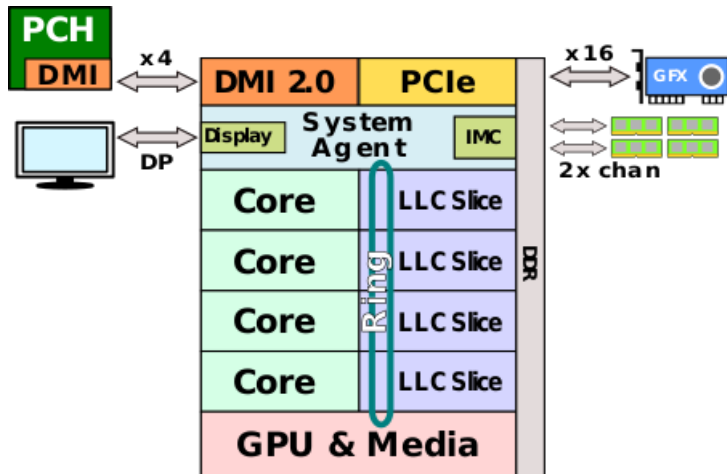 PCH
DMI
x4
DP
DMI 2.0
PCIe
x16
GFX
Display
System
Agent
IMC
2x chan
Core
LLC Slice
Core
LLC Slice
Core
LLC Slice
Core
LLC Slice
Ring
DDR
GPU & Media